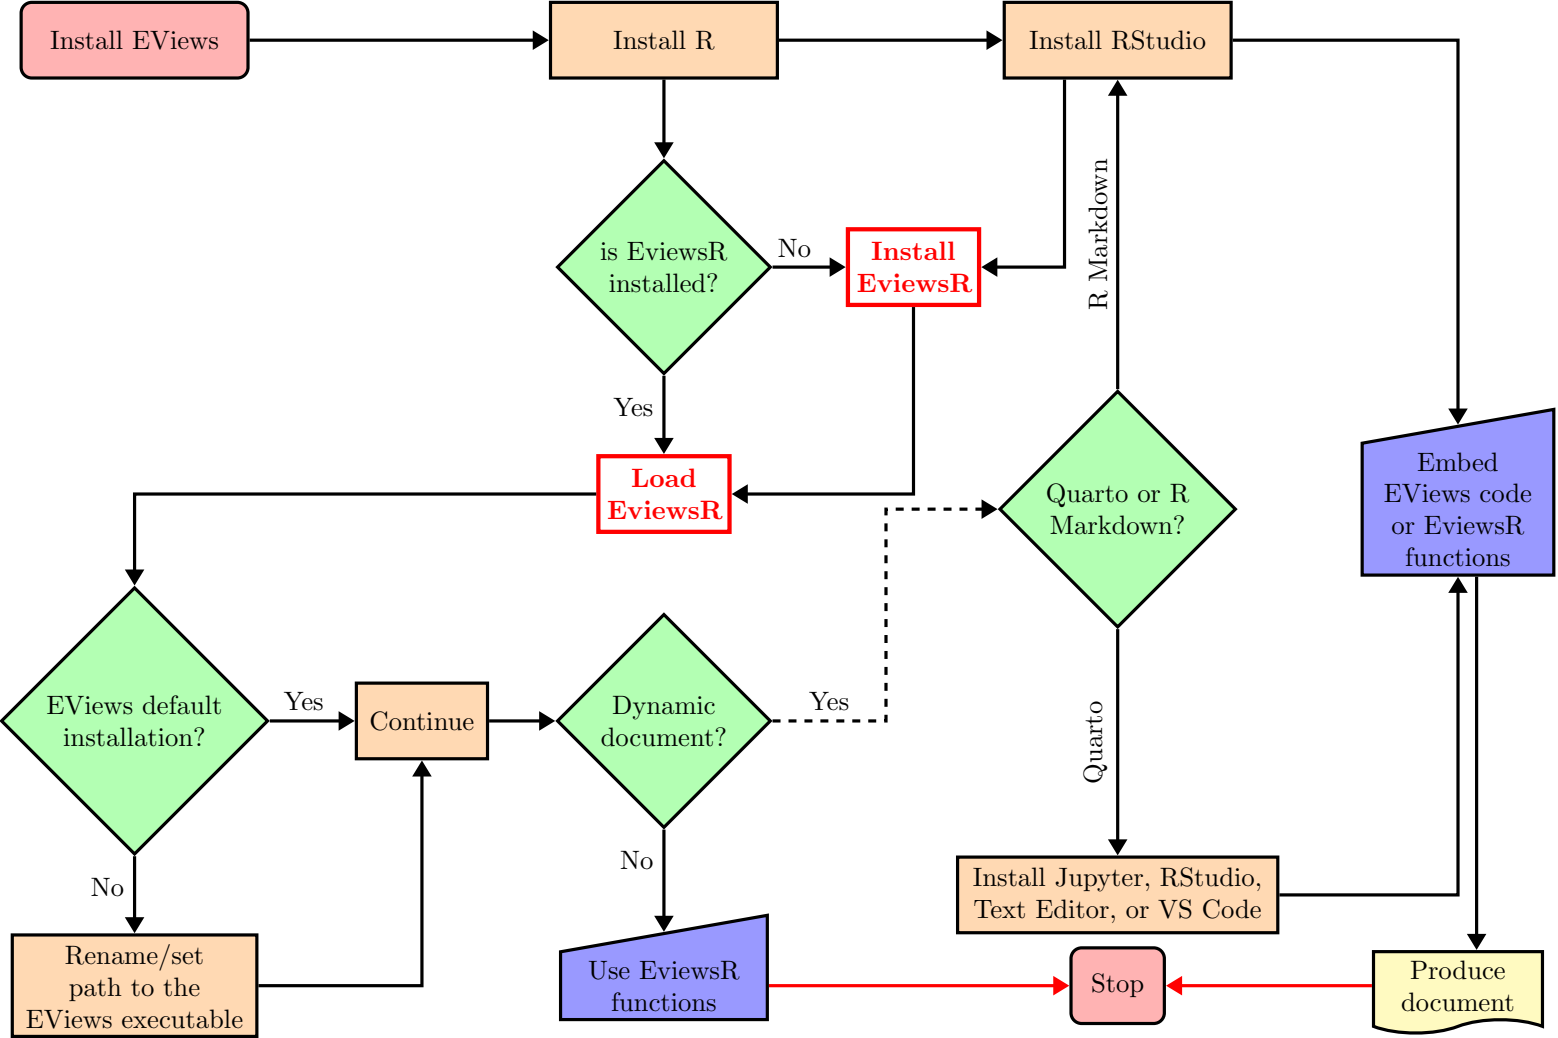 Install EViews
Install R
Install RStudio
is EviewsR
installed?
No
Install
EviewsR
R Markdown
Yes
Load
EviewsR
Quarto or R
Markdown?
Embed
EViews code
or EviewsR
functions
EViews default
installation?
Yes
Continue
Dynamic
document?
Yes
Quarto
No
No
Install Jupyter, RStudio,
Text Editor, or VS Code
Rename/set
path to the
EViews executable
Use EviewsR
functions
Stop
Produce
document